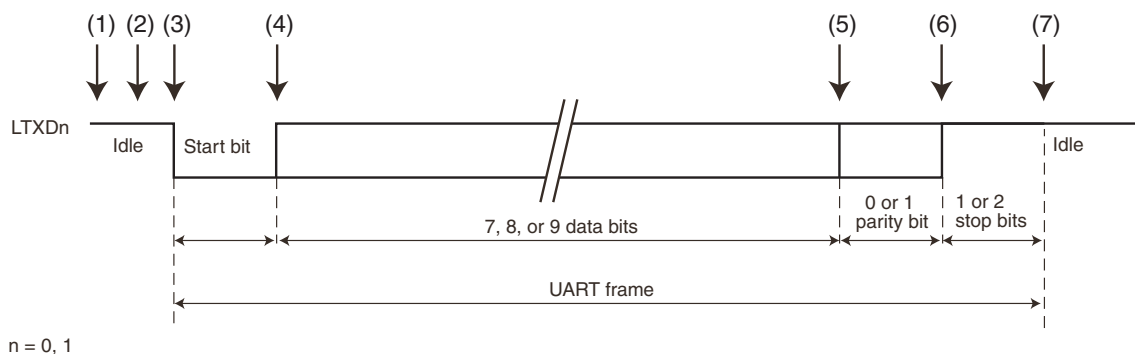 (1) (2) (3) (4) (5) (6) (7)
LTXDn
Idle Start bit Idle
0 or 1 1 or 2
7, 8, or 9 data bits parity bit stop bits
UART frame
n = 0, 1